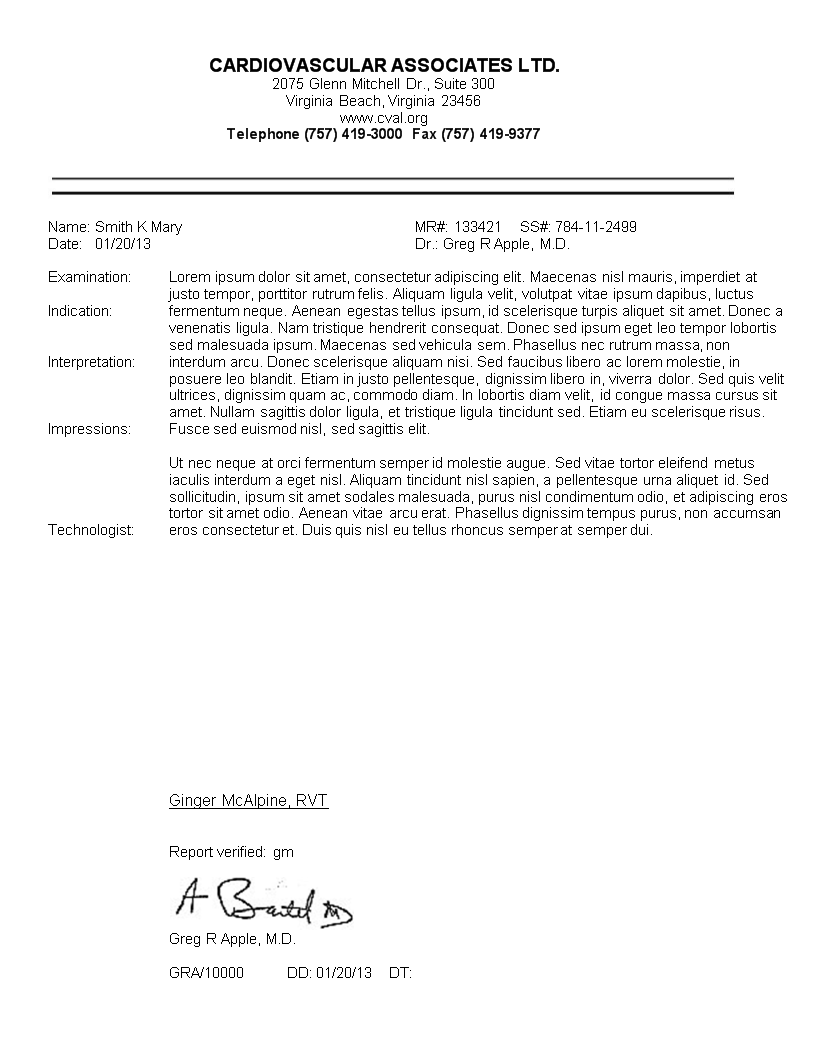 CARDIOVASCULAR ASSOCIATES LTD.
2075 Glenn Mitchell Dr., Suite 300
Virginia Beach, Virginia 23456
www.cval.org
Telephone (757) 419-3000 Fax (757) 419-9377
Name: Smith K Mary MR#: 133421 SS#: 784-11-2499
Date: 01/20/13 Dr.: Greg R Apple, M.D.
Examination: Lorem ipsum dolor sit amet, consectetur adipiscing elit. Maecenas nisl mauris, imperdiet at
justo tempor, porttitor rutrum felis. Aliquam ligula velit, volutpat vitae ipsum dapibus, luctus
Indication: fermentum neque. Aenean egestas tellus ipsum, id scelerisque turpis aliquet sit amet. Donec a
venenatis ligula. Nam tristique hendrerit consequat. Donec sed ipsum eget leo tempor lobortis
sed malesuada ipsum. Maecenas sed vehicula sem. Phasellus nec rutrum massa, non
Interpretation: interdum arcu. Donec scelerisque aliquam nisi. Sed faucibus libero ac lorem molestie, in
posuere leo blandit. Etiam in justo pellentesque, dignissim libero in, viverra dolor. Sed quis velit
ultrices, dignissim quam ac, commodo diam. In lobortis diam velit, id congue massa cursus sit
amet. Nullam sagittis dolor ligula, et tristique ligula tincidunt sed. Etiam eu scelerisque risus.
Impressions: Fusce sed euismod nisl, sed sagittis elit.
Ut nec neque at orci fermentum semper id molestie augue. Sed vitae tortor eleifend metus
iaculis interdum a eget nisl. Aliquam tincidunt nisl sapien, a pellentesque urna aliquet id. Sed
sollicitudin, ipsum sit amet sodales malesuada, purus nisl condimentum odio, et adipiscing eros
tortor sit amet odio. Aenean vitae arcu erat. Phasellus dignissim tempus purus, non accumsan
Technologist: eros consectetur et. Duis quis nisl eu tellus rhoncus semper at semper dui.
Ginger McAlpine, RVT
Report verified: gm
A
Greg R Apple, M.D.
GRA/10000 DD: 01/20/13 DT: